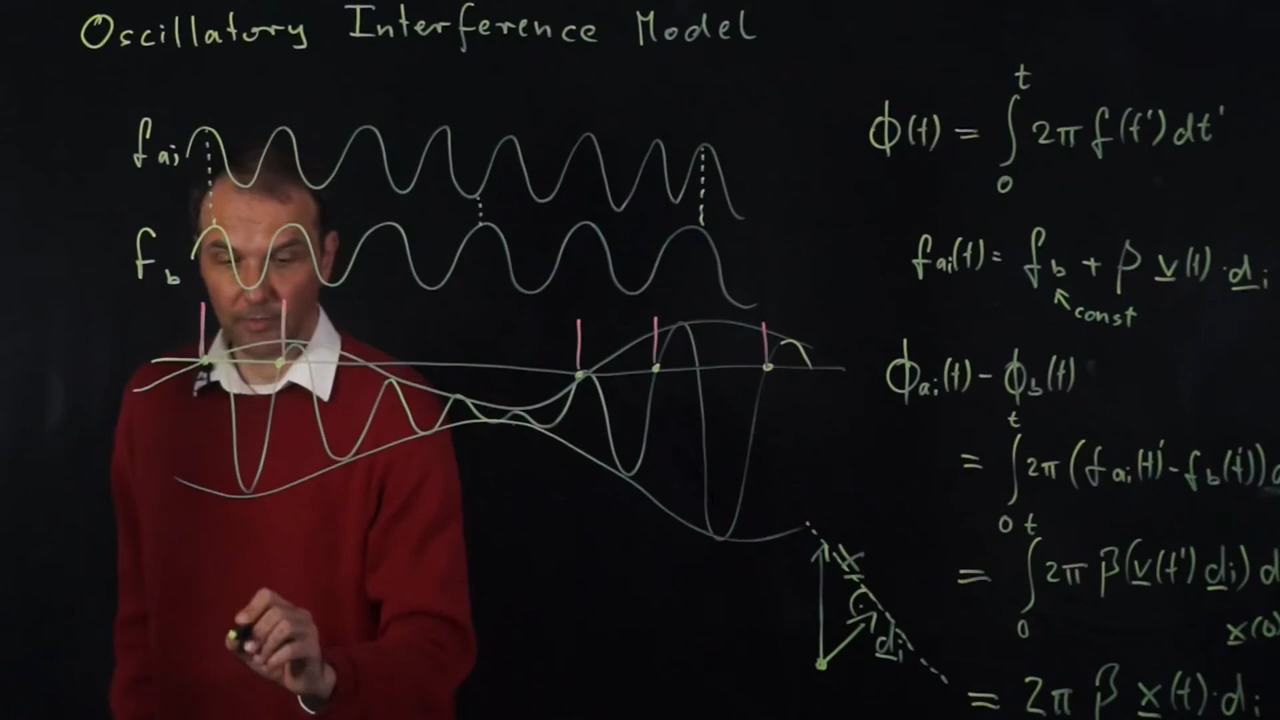 Oscillatory Interference Model
f_ai
f_b
x
d_i
ϕ(t) = ∫_0^t 2π f(t') dt'
f_ai(t) = f_b + β v(t) · d_i
const
ϕ_ai(t) - ϕ_b(t)
= ∫_0^t 2π (f_ai(t') - f_b(t'))
= ∫_0^t 2π β (v(t') d_i) d
x(0)
= 2π β x(t) · d_i